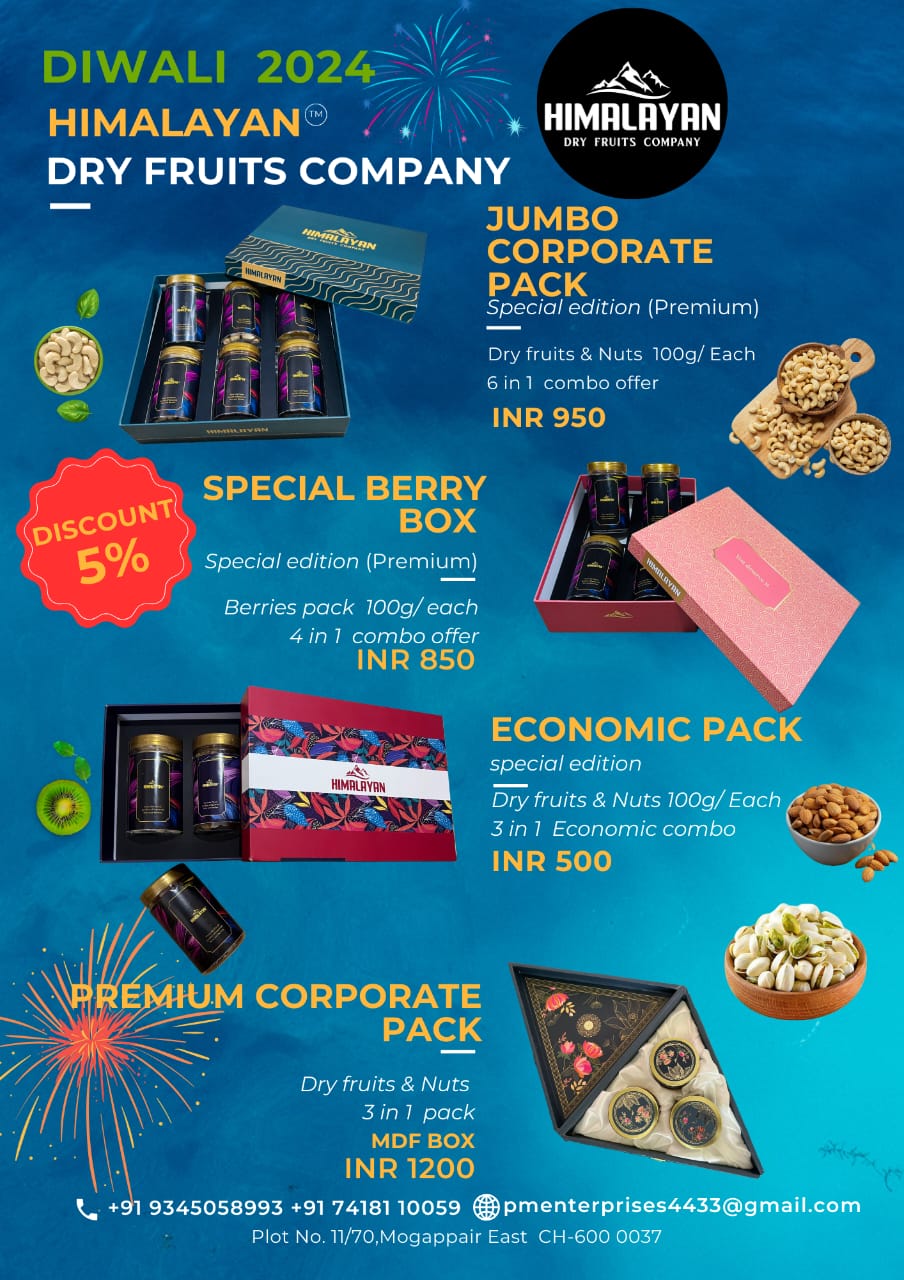 DIWALI 2024
HIMALAYAN™
DRY FRUITS COMPANY
HIMALAYAN
DRY FRUITS COMPANY
HIMALAYAN
DRY FRUITS COMPANY
HIMALAYAN
HIMALAYAN
JUMBO
CORPORATE
PACK
Special edition (Premium)
Dry fruits & Nuts 100g/ Each
6 in 1 combo offer
INR 950
DISCOUNT
5%
SPECIAL BERRY
BOX
Special edition (Premium)
Berries pack 100g/ each
4 in 1 combo offer
INR 850
HIMALAYAN
HIMALAYAN
ECONOMIC PACK
special edition
Dry fruits & Nuts 100g/ Each
3 in 1 Economic combo
INR 500
HIMALAYAN
PREMIUM CORPORATE
PACK
Dry fruits & Nuts
3 in 1 pack
MDF BOX
INR 1200
+91 9345058993 +91 74181 10059 pmenterprises4433@gmail.com
Plot No. 11/70,Mogappair East CH-600 0037